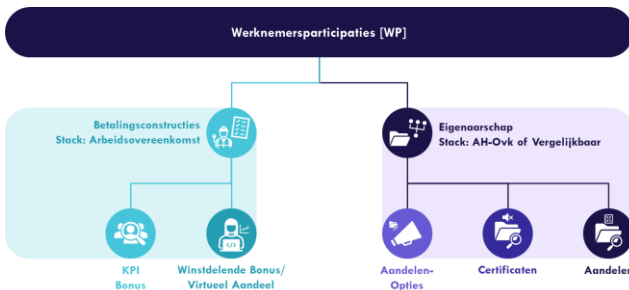 Werknemersparticipaties [WP]
Betalingsconstructies
Stack: Arbeidsovereenkomst
Eigenaarschap
Stack: AH-Ovk of Vergelijkbaar
KPI
Bonus
Winstdelende Bonus/
Virtueel Aandeel
Aandelen-
Opties
Certificaten
Aandelen